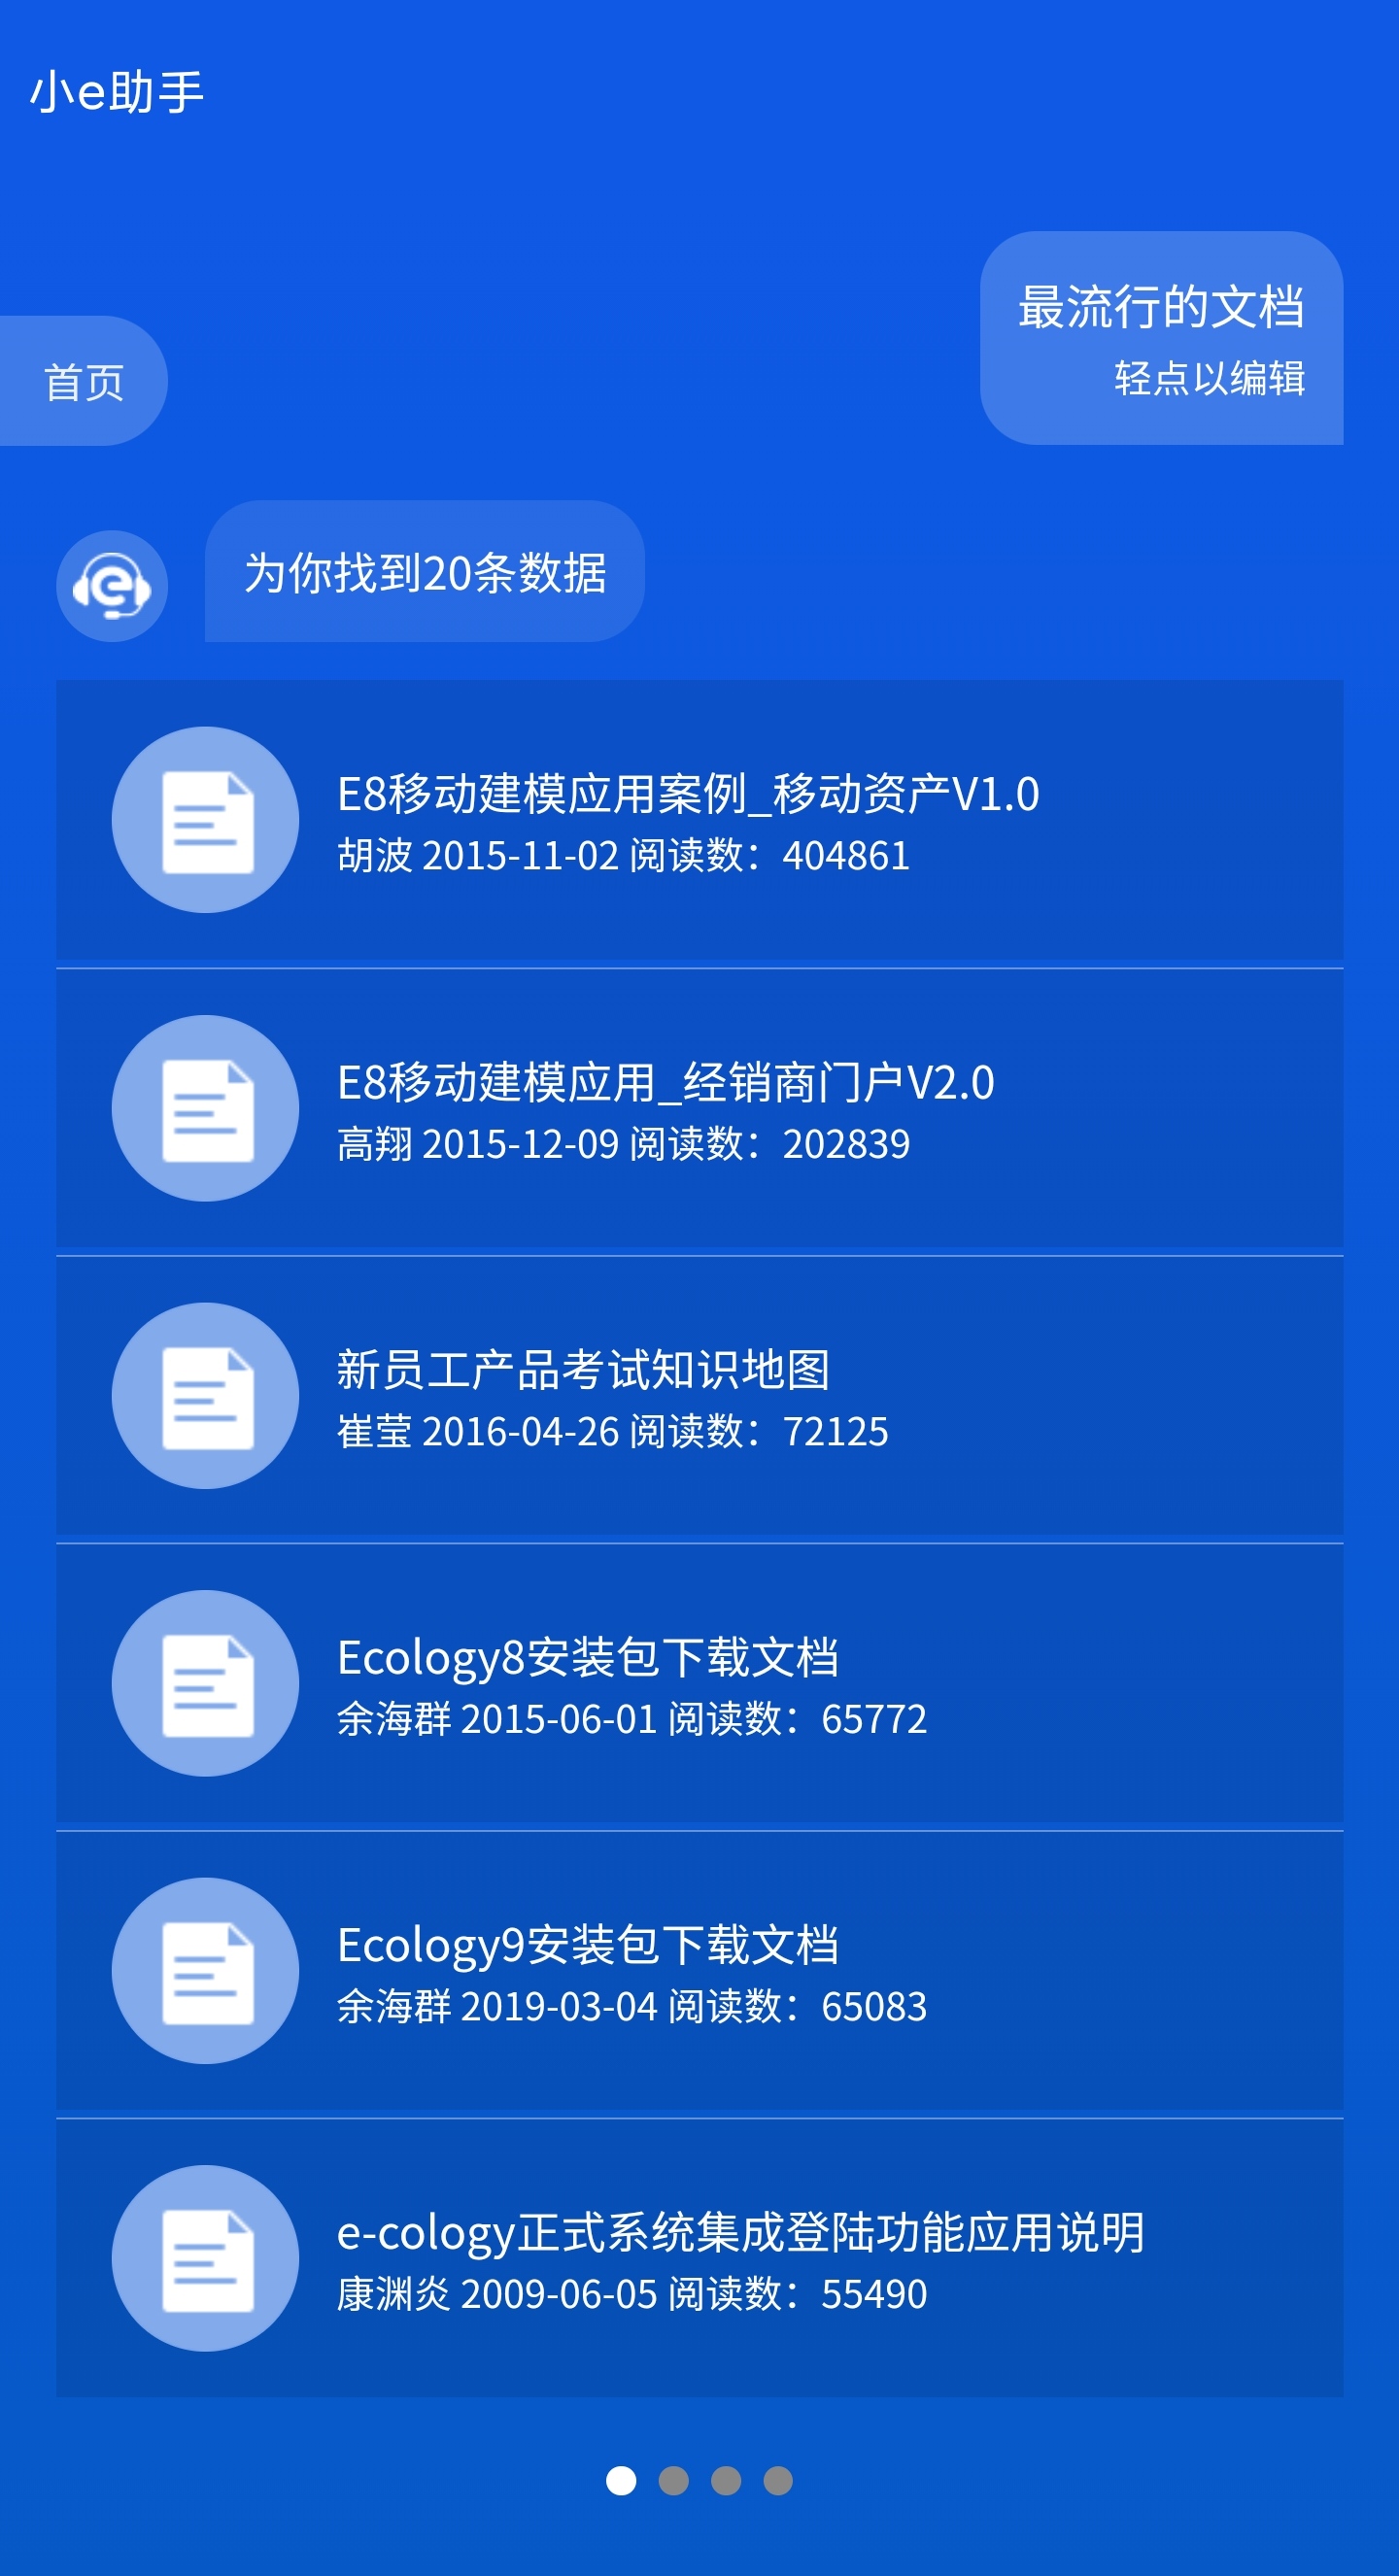 小e助手
最流行的文档
轻点以编辑
首页
为你找到20条数据
E8移动建模应用案例_移动资产V1.0
胡波 2015-11-02 阅读数：404861
E8移动建模应用_经销商门户V2.0
高翔 2015-12-09 阅读数：202839
新员工产品考试知识地图
崔莹 2016-04-26 阅读数：72125
Ecology8安装包下载文档
余海群 2015-06-01 阅读数：65772
Ecology9安装包下载文档
余海群 2019-03-04 阅读数：65083
e-cology正式系统集成登陆功能应用说明
康渊炎 2009-06-05 阅读数：55490